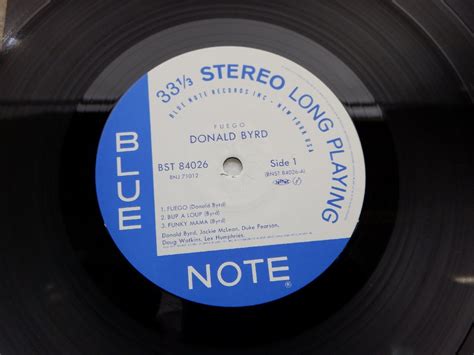 33⅓ STEREO LONG PLAYING
BLUE NOTE RECORDS INC • NEW YORK USA
FUEGO
DONALD BYRD
BST 84026
BNJ 71012
Side 1
(BNST 84026-A)
1. FUEGO (Donald Byrd)
2. BUP A LOUP (Byrd)
3. FUNKY MAMA (Byrd)
Donald Byrd, Jackie McLean, Duke Pearson,
Doug Watkins, Lex Humphries.
BLUE
NOTE
®